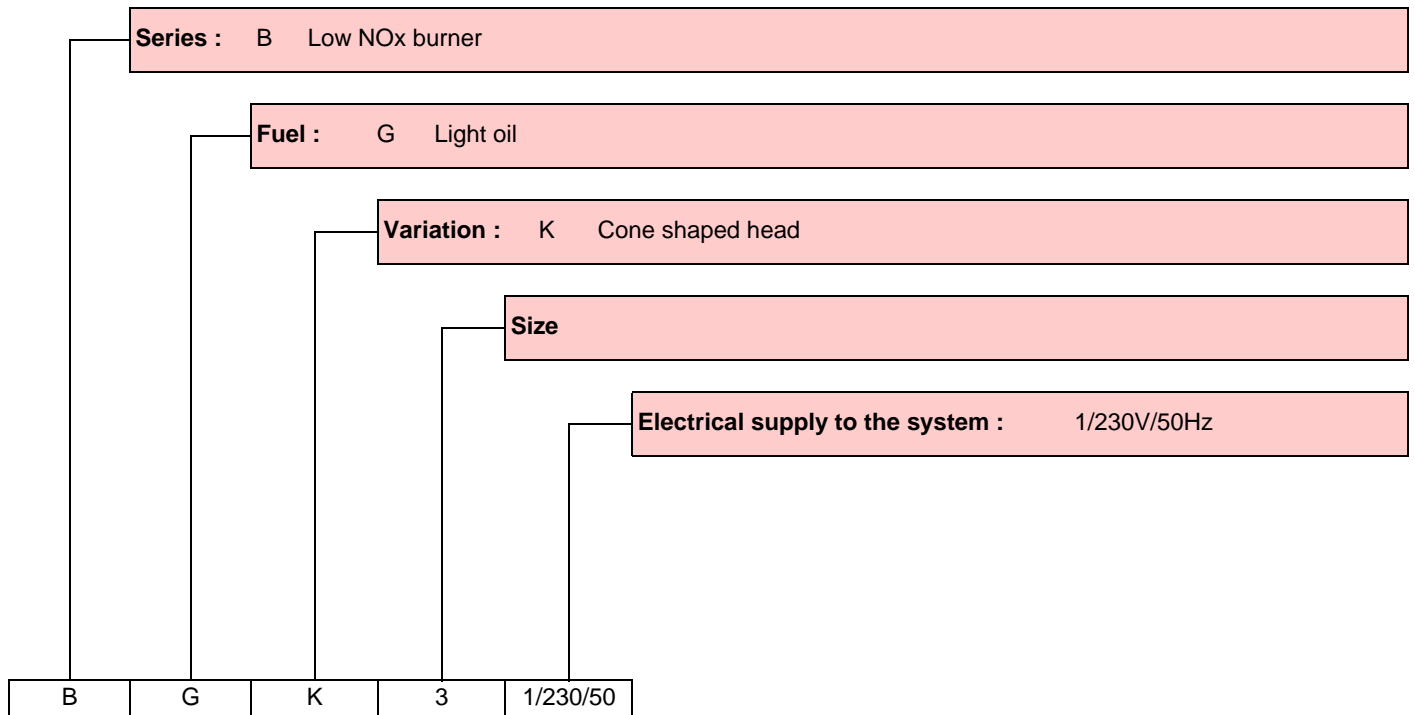 Series : B Low NOx burner
Fuel : G Light oil
Variation : K Cone shaped head
Size
Electrical supply to the system : 1/230V/50Hz
B G K 3 1/230/50